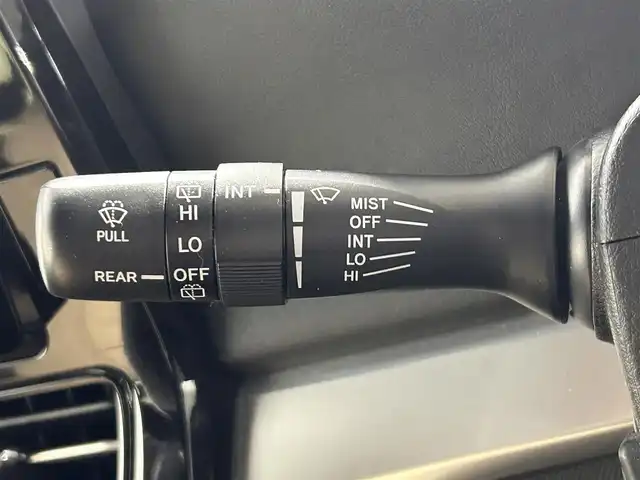 PULL
REAR
HI
LO
OFF
INT
MIST
OFF
INT
LO
HI